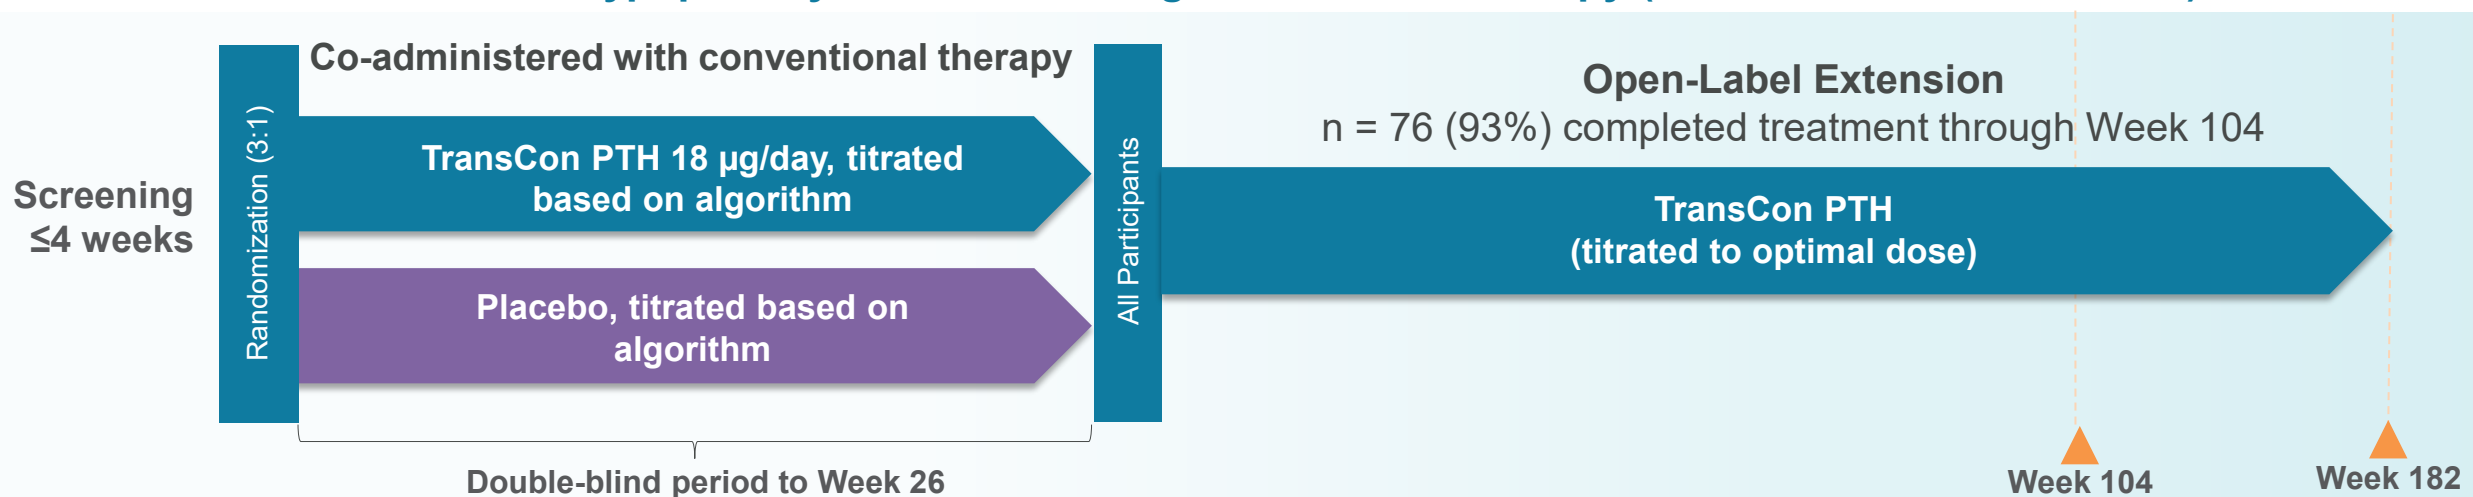 Co-administered with conventional therapy
Open-Label Extension
n = 76 (93%) completed treatment through Week 104
Screening
≤4 weeks
Randomization (3:1)
TransCon PTH 18 µg/day, titrated
based on algorithm
Placebo, titrated based on
algorithm
All Participants
TransCon PTH
(titrated to optimal dose)
Double-blind period to Week 26
Week 104
Week 182